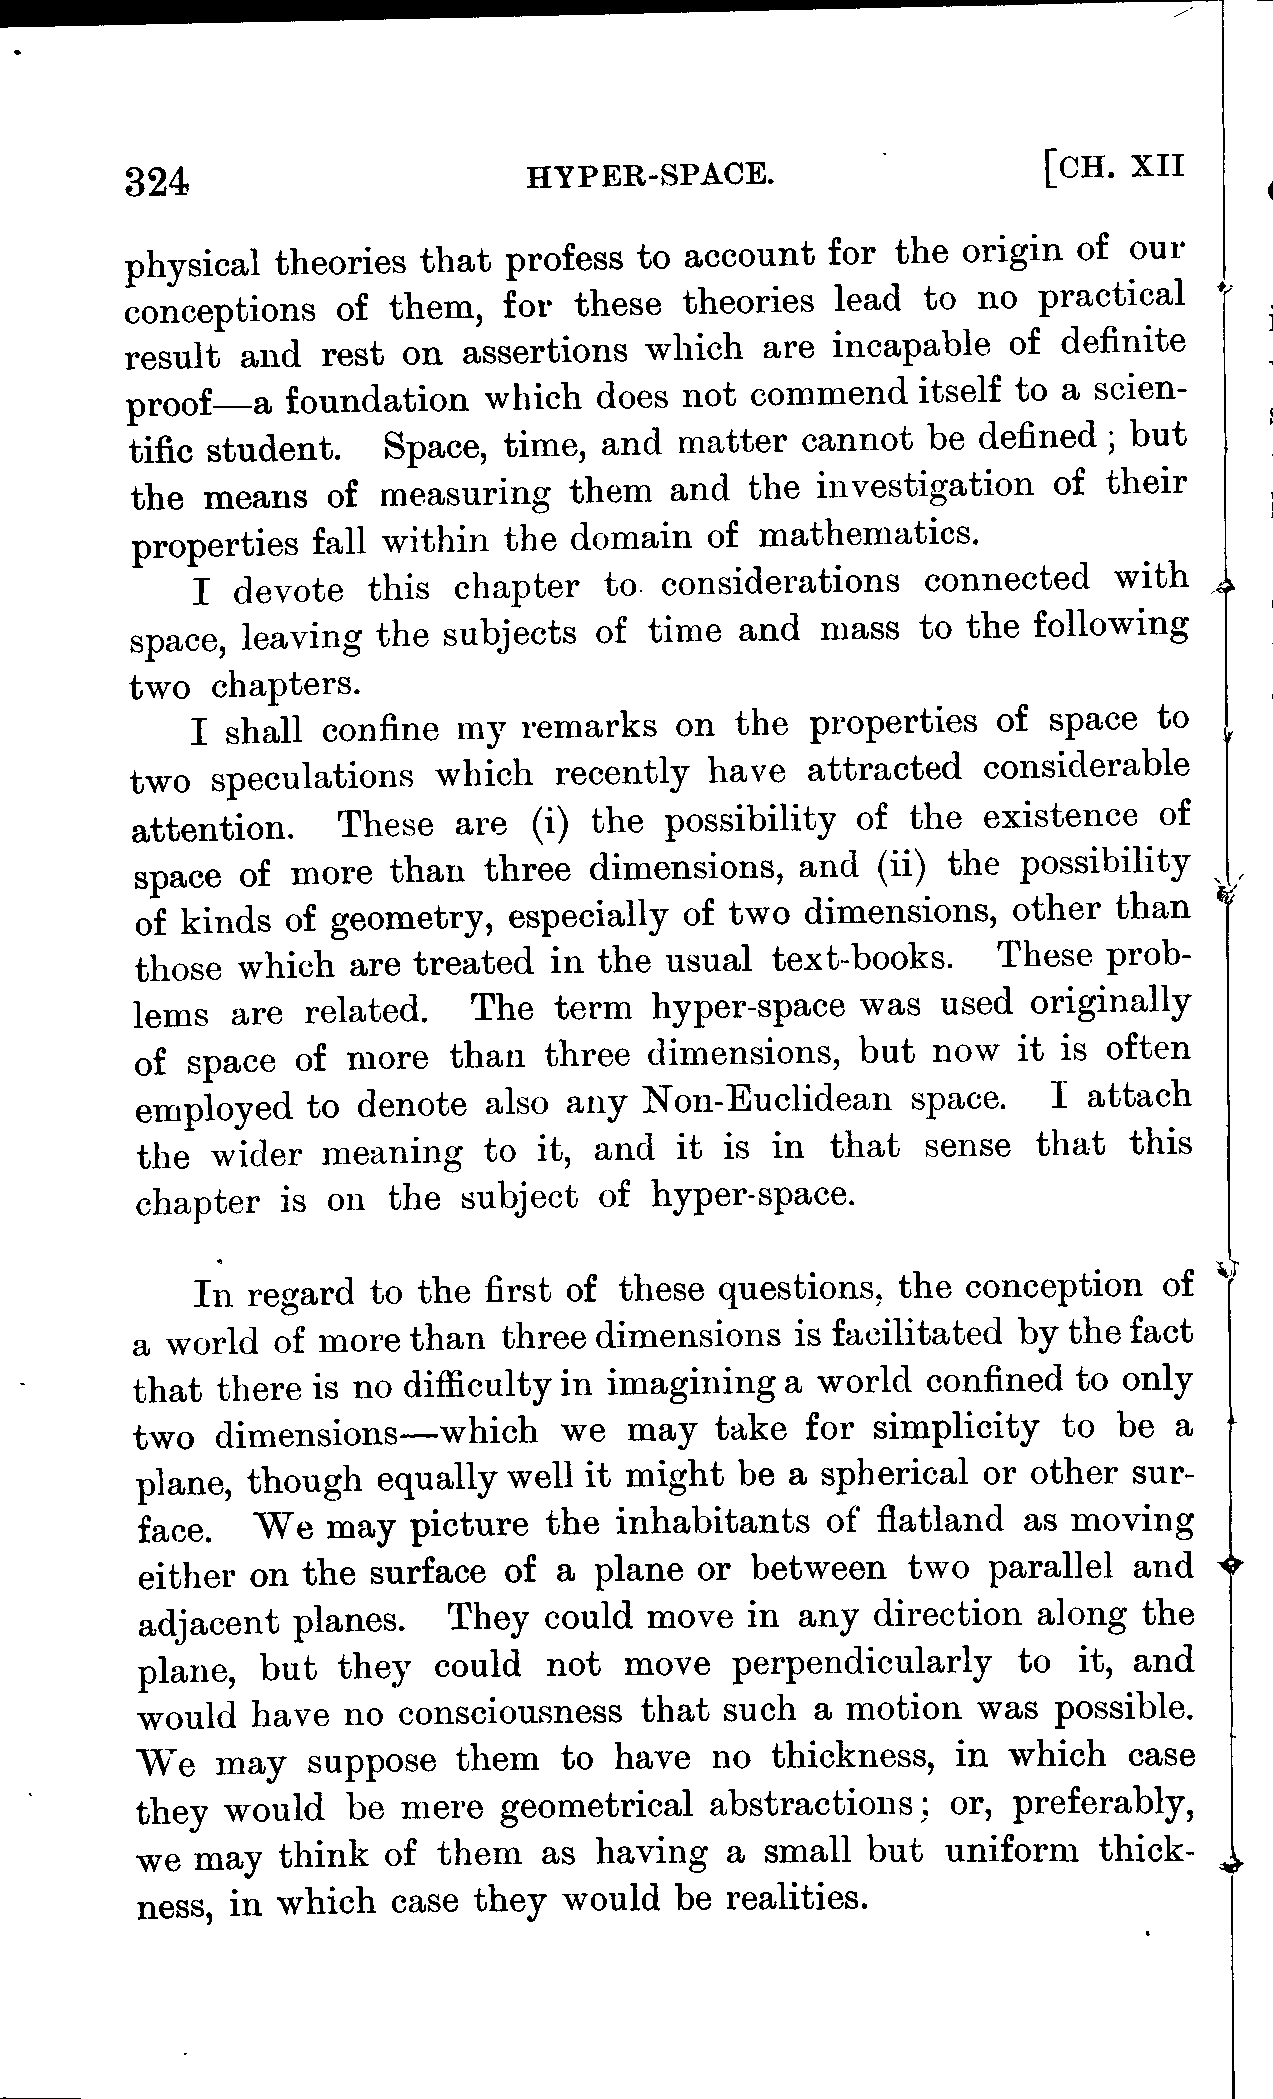 324 HYPER-SPACE. [CH. XII
physical theories that profess to account for the origin of our
conceptions of them, for these theories lead to no practical
result and rest on assertions which are incapable of definite
proof—a foundation which does not commend itself to a scien-
tific student. Space, time, and matter cannot be defined; but
the means of measuring them and the investigation of their
properties fall within the domain of mathematics.
I devote this chapter to considerations connected with
space, leaving the subjects of time and mass to the following
two chapters.
I shall confine my remarks on the properties of space to
two speculations which recently have attracted considerable
attention. These are (i) the possibility of the existence of
space of more than three dimensions, and (ii) the possibility
of kinds of geometry, especially of two dimensions, other than
those which are treated in the usual text-books. These prob-
lems are related. The term hyper-space was used originally
of space of more than three dimensions, but now it is often
employed to denote also any Non-Euclidean space. I attach
the wider meaning to it, and it is in that sense that this
chapter is on the subject of hyper-space.
In regard to the first of these questions, the conception of
a world of more than three dimensions is facilitated by the fact
that there is no difficulty in imagining a world confined to only
two dimensions—which we may take for simplicity to be a
plane, though equally well it might be a spherical or other sur-
face. We may picture the inhabitants of flatland as moving
either on the surface of a plane or between two parallel and
adjacent planes. They could move in any direction along the
plane, but they could not move perpendicularly to it, and
would have no consciousness that such a motion was possible.
We may suppose them to have no thickness, in which case
they would be mere geometrical abstractions; or, preferably,
we may think of them as having a small but uniform thick-
ness, in which case they would be realities.